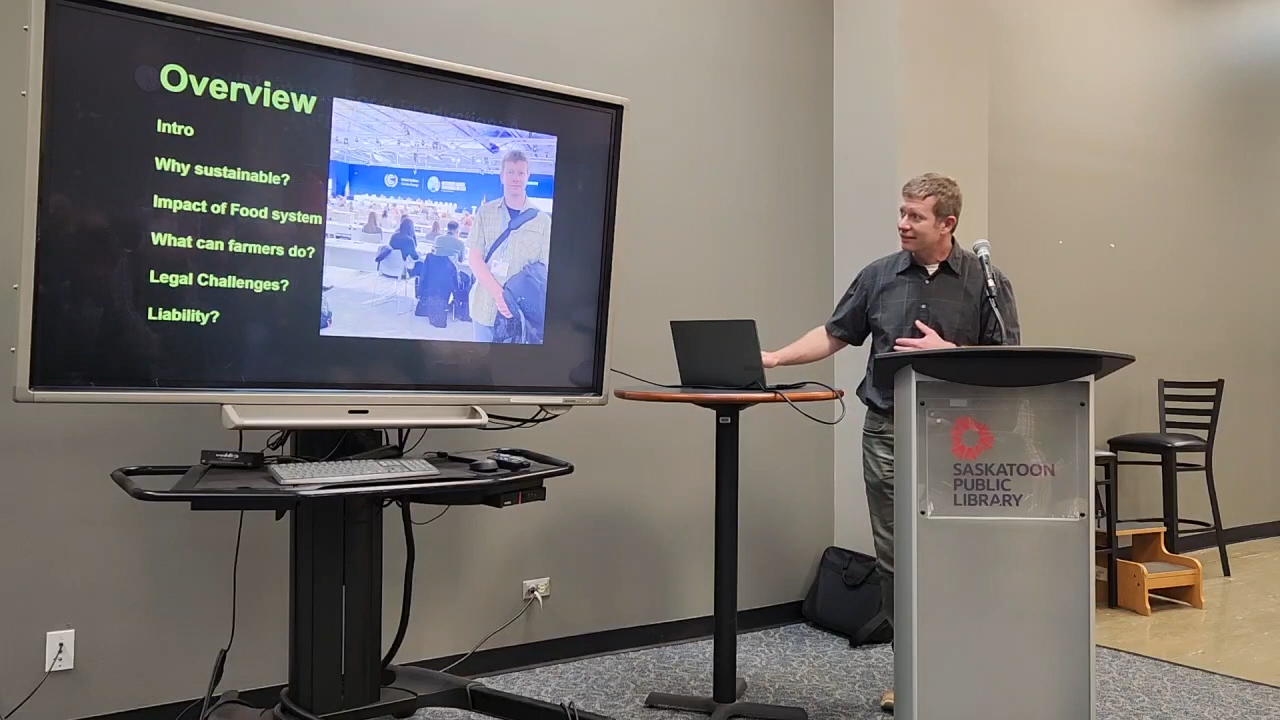 Overview
Intro
Why sustainable?
Impact of Food system
What can farmers do?
Legal Challenges?
Liability?
SASKATOON
PUBLIC
LIBRARY